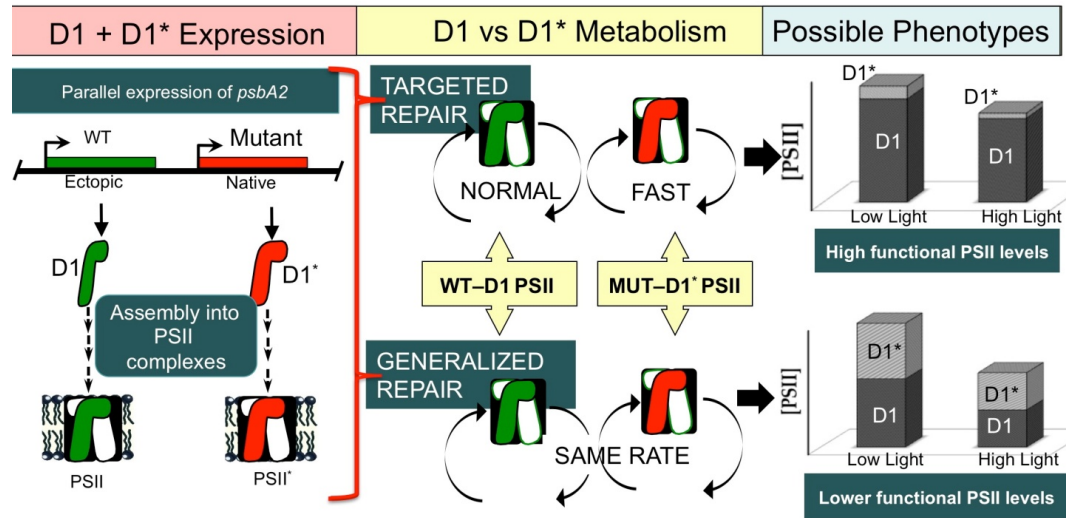 D1 + D1* Expression
D1 vs D1* Metabolism
Possible Phenotypes
Parallel expression of psbA2
WT
Mutant
Ectopic
Native
D1
D1*
Assembly into
PSII
complexes
PSII
PSII*
TARGETED
REPAIR
NORMAL
FAST
WT–D1 PSII
MUT–D1* PSII
GENERALIZED
REPAIR
SAME RATE
[PSII]
D1*
D1
D1*
D1
Low Light
High Light
High functional PSII levels
[PSII]
D1*
D1
D1*
D1
Low Light
High Light
Lower functional PSII levels